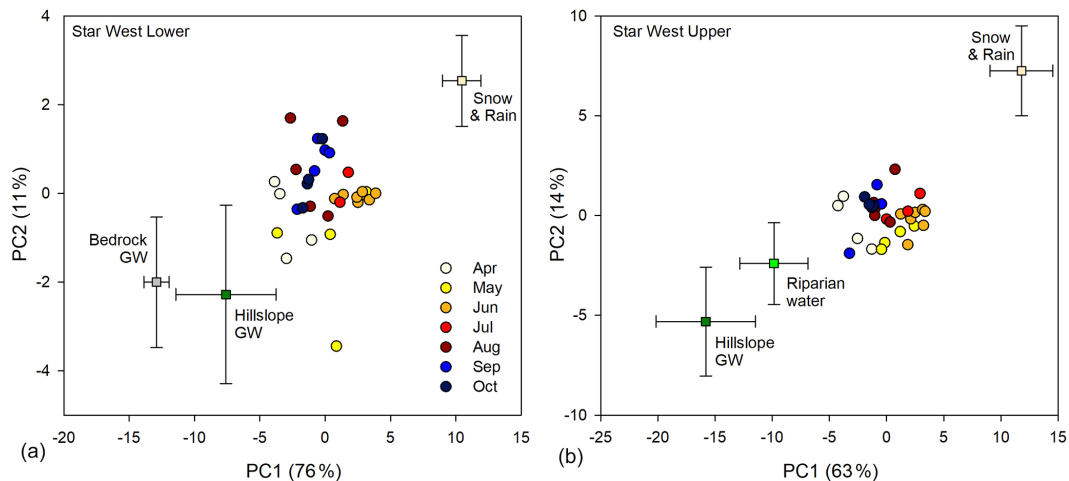 Star West Lower
4
2
0
-2
-4
-20
-15
-10
-5
0
5
10
15
PC2 (11%)
PC1 (76%)
(a)
Snow
& Rain
Bedrock
GW
Hillslope
GW
Apr
May
Jun
Jul
Aug
Sep
Oct
Star West Upper
10
5
0
-5
-10
-25
-20
-15
-10
-5
0
5
10
15
PC2 (14%)
PC1 (63%)
(b)
Snow
& Rain
Riparian
water
Hillslope
GW